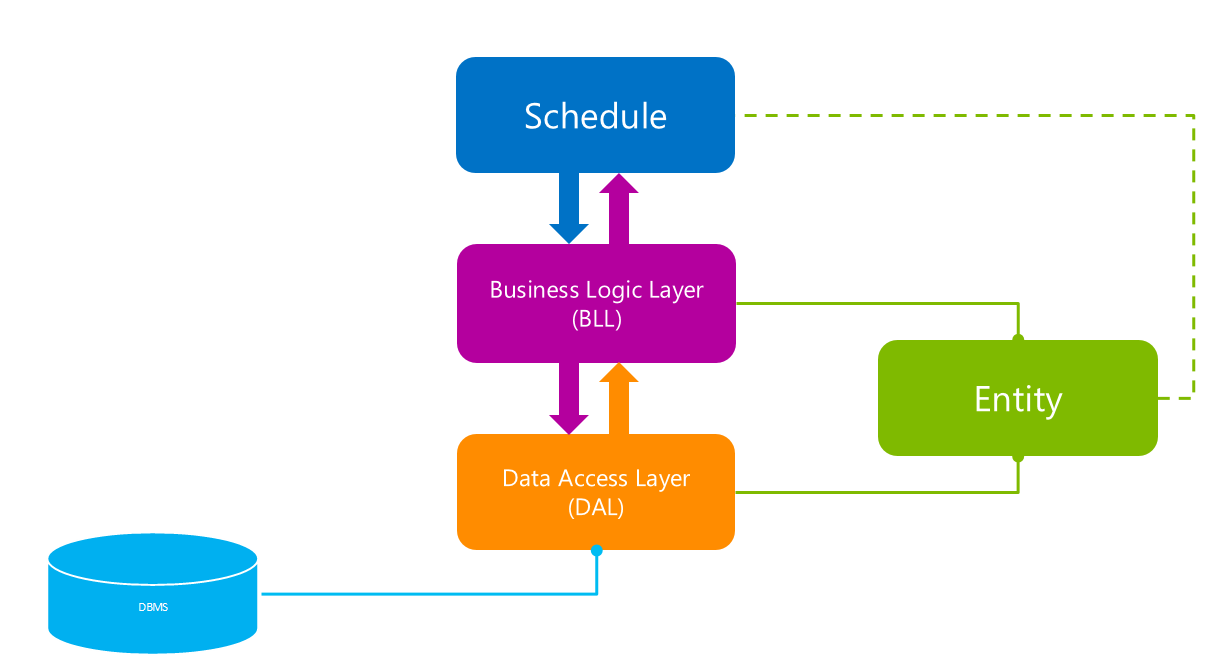 Schedule
Business Logic Layer
(BLL)
Entity
Data Access Layer
(DAL)
DBMS